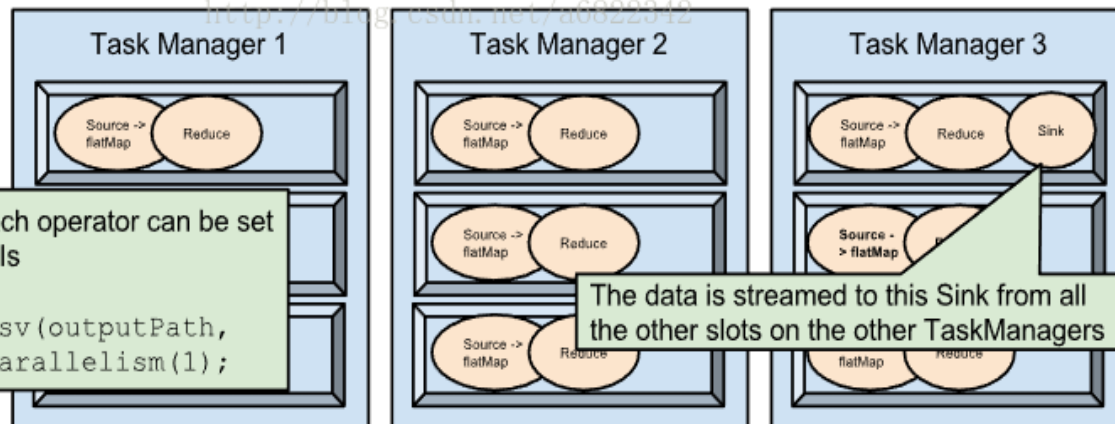 http://blog.csdn.net/a6822342
Task Manager 1
Source ->
flatMap
Reduce
ch operator can be set
ls
sv(outputPath,
arallelism(1);
Task Manager 2
Source ->
flatMap
Reduce
Source ->
flatMap
Reduce
Source ->
flatMap
Reduce
Task Manager 3
Source ->
flatMap
Reduce
Sink
Source -
> flatMap
The data is streamed to this Sink from all
the other slots on the other TaskManagers
flatMap
Reduce